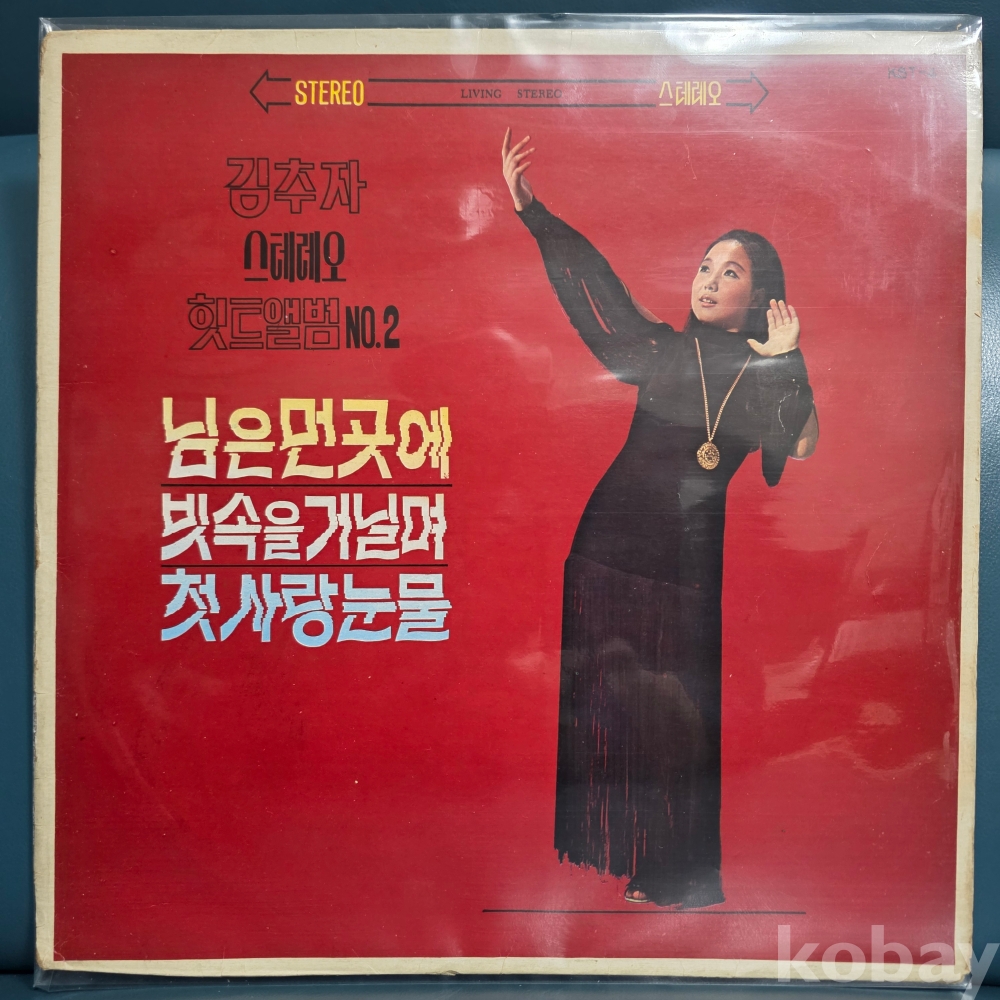 STEREO LIVING STEREO 스테레오
김추자
스테레오
힛드앨범 NO.2
님은먼곳에
빗속을거닐며
첫사랑눈물
kobay